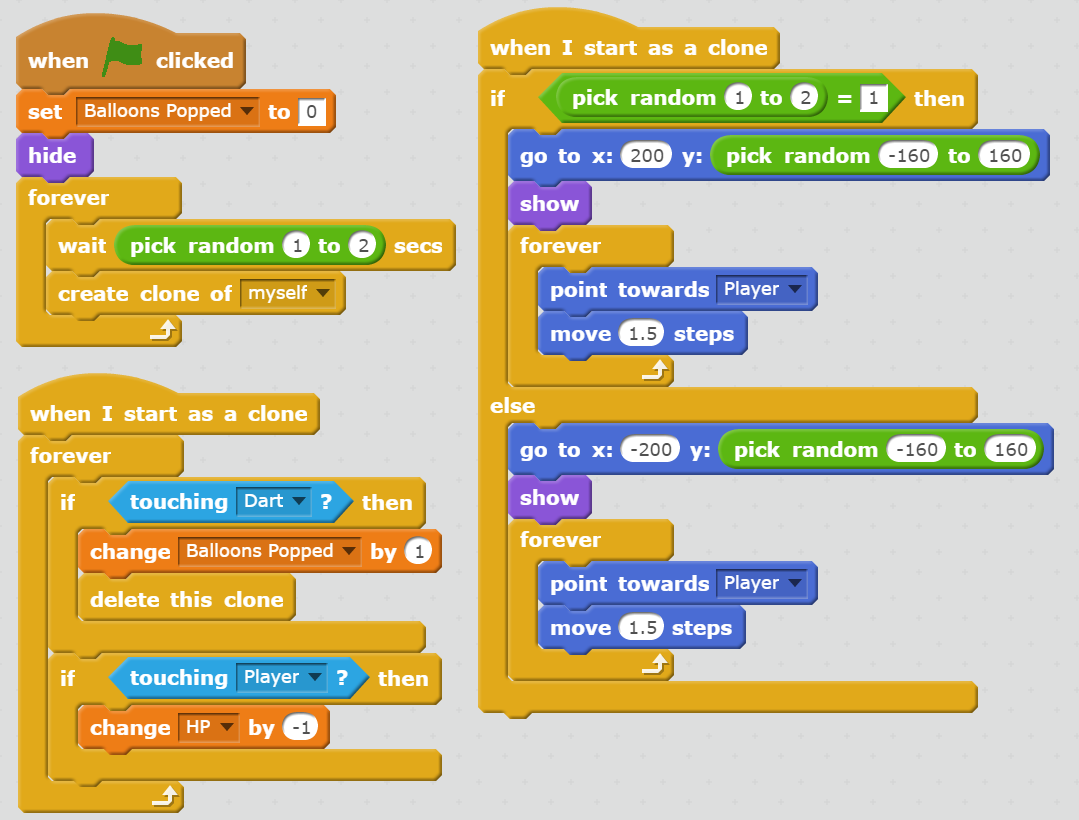 when clicked
set Balloons Popped to 0
hide
forever
wait pick random 1 to 2 secs
create clone of myself
when I start as a clone
forever
if touching Dart ? then
change Balloons Popped by 1
delete this clone
if touching Player ? then
change HP by -1
when I start as a clone
if pick random 1 to 2 = 1 then
go to x: 200 y: pick random -160 to 160
show
forever
point towards Player
move 1.5 steps
else
go to x: -200 y: pick random -160 to 160
show
forever
point towards Player
move 1.5 steps